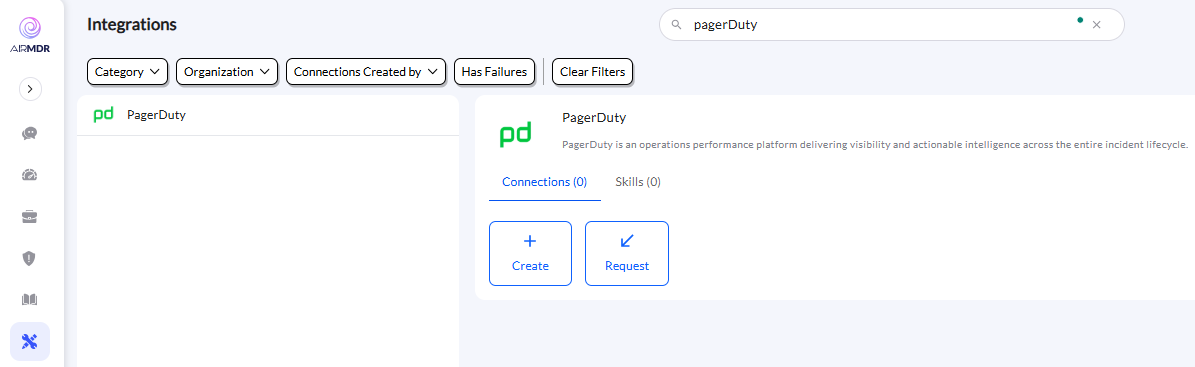 Integrations
pagerDuty
AIRMDR
Category
Organization
Connections Created by
Has Failures
Clear Filters
pd PagerDuty
pd
PagerDuty
PagerDuty is an operations performance platform delivering visibility and actionable intelligence across the entire incident lifecycle.
Connections (0)
Skills (0)
Create
Request